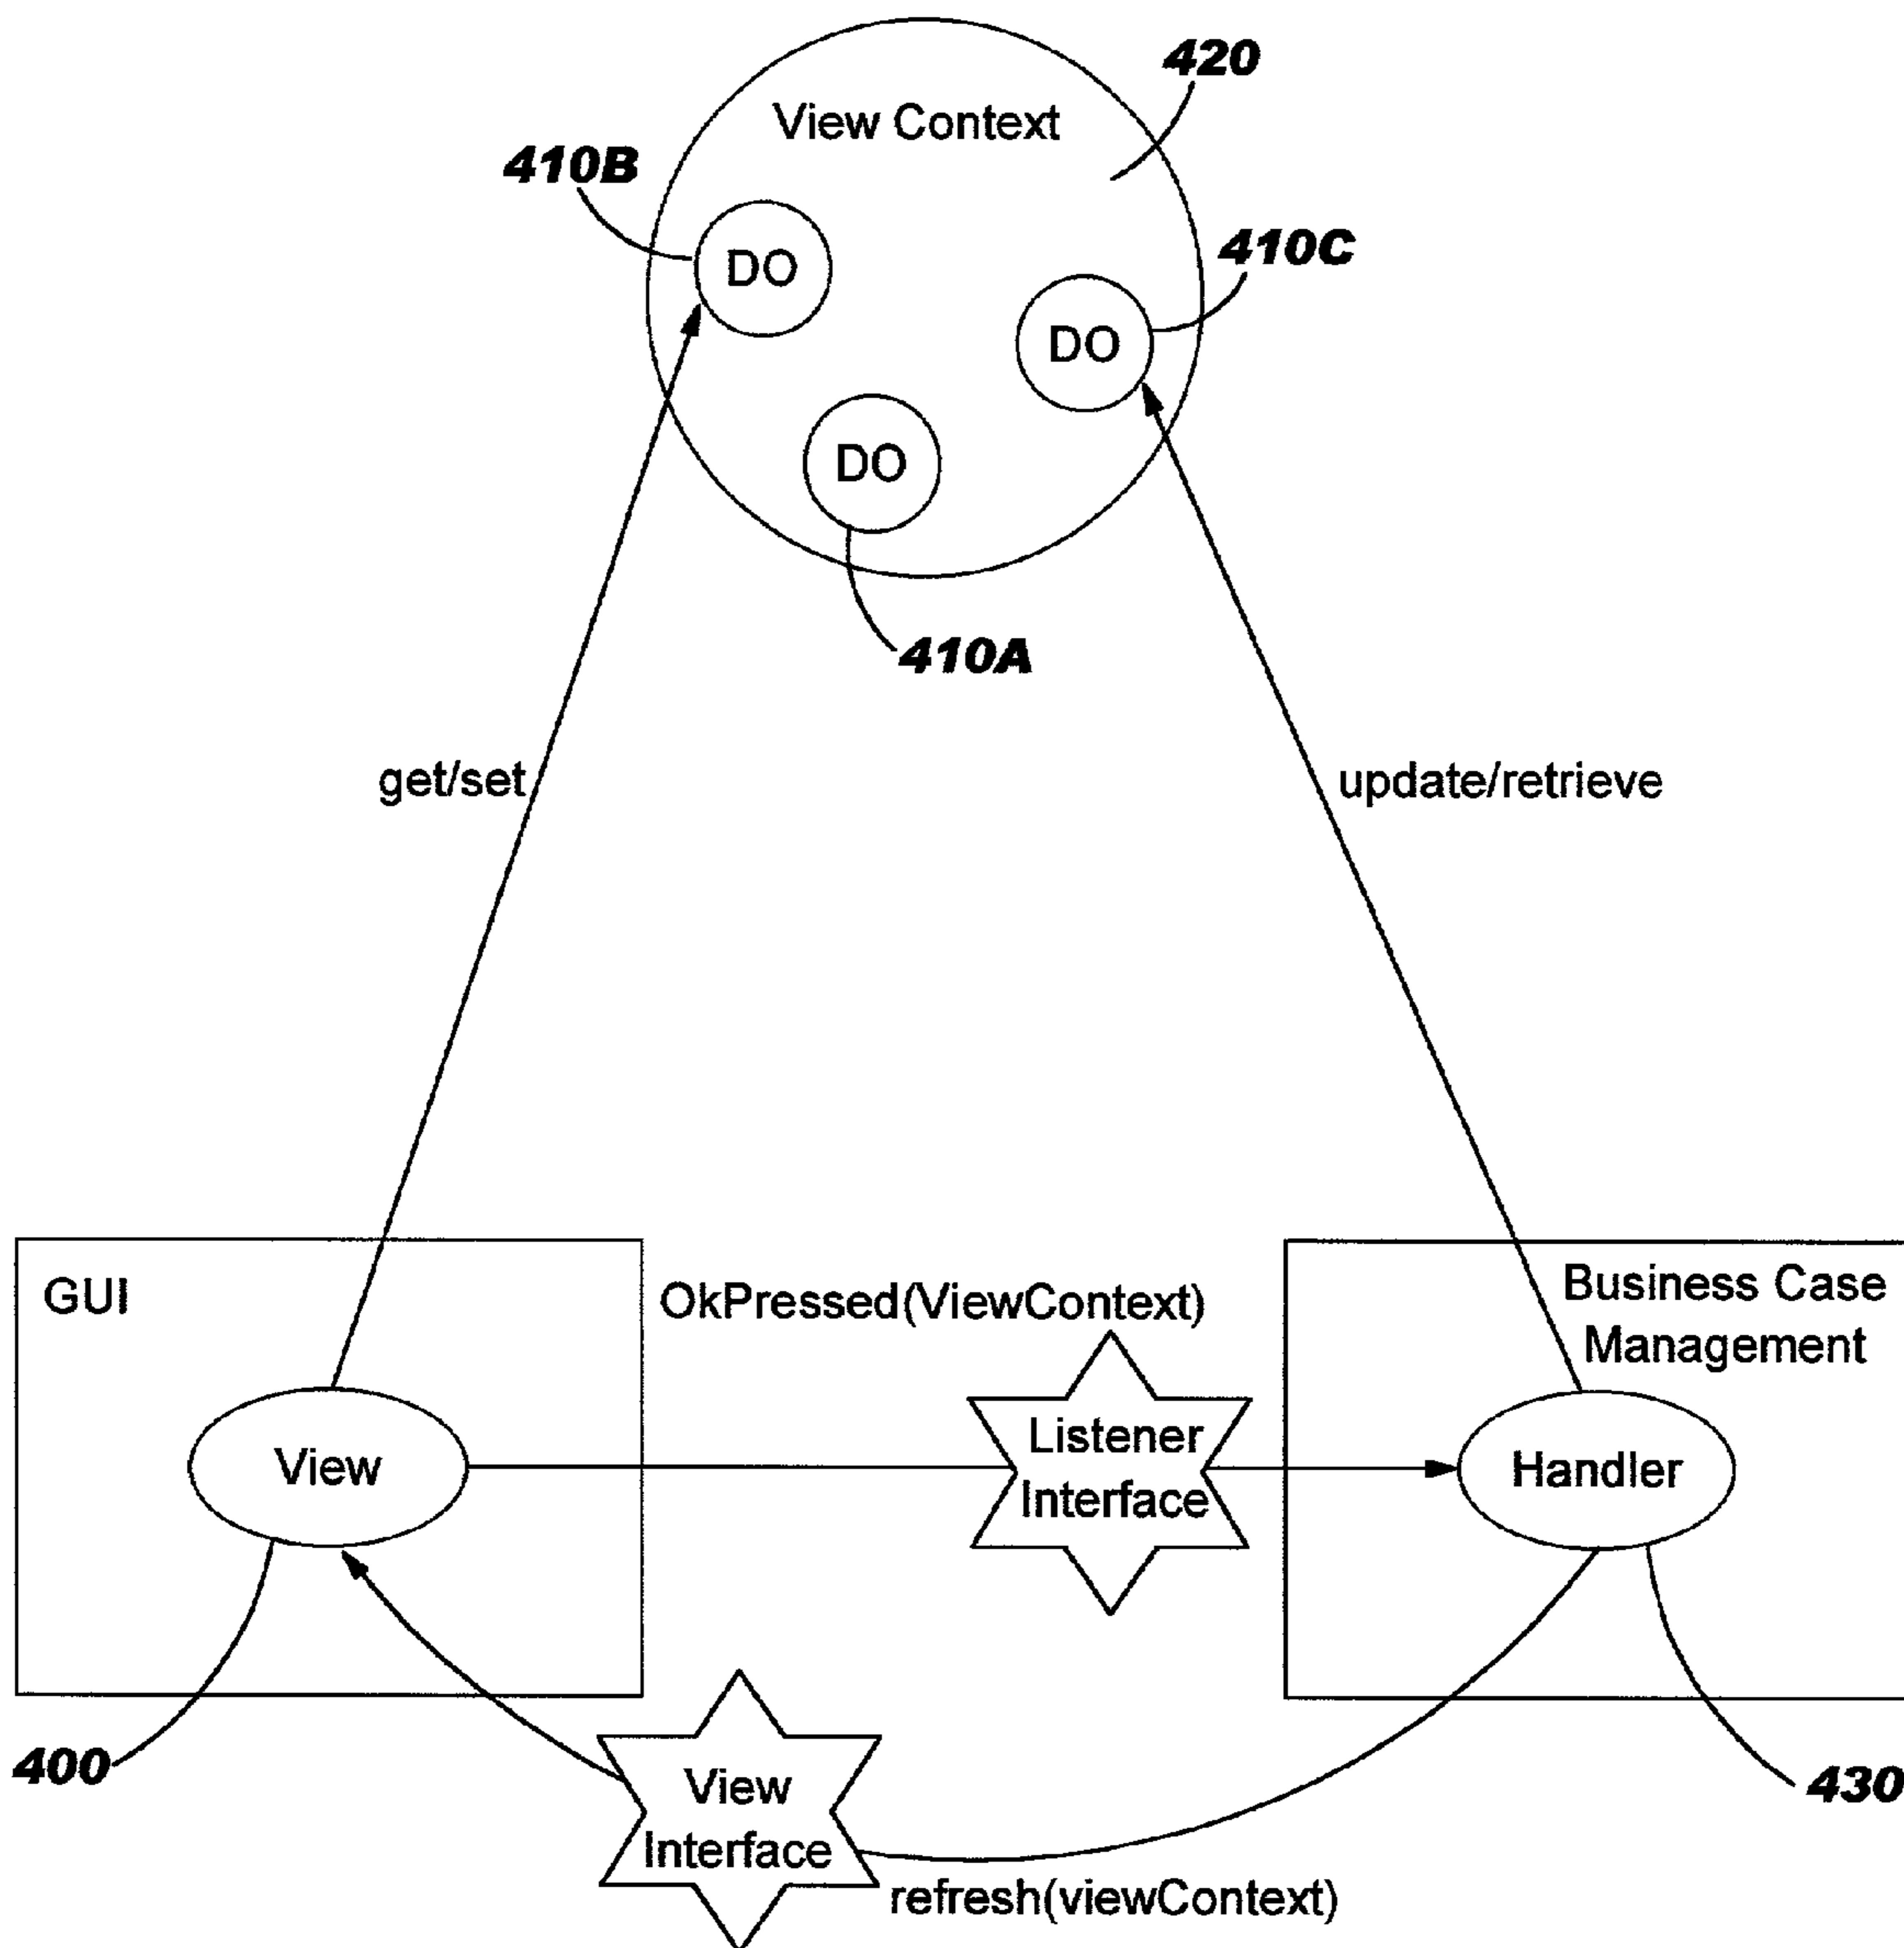 420
View Context
410B
DO
410C
DO
DO
410A
get/set
update/retrieve
GUI
OkPressed(ViewContext)
Business Case
Management
Listener
Interface
View
Handler
400
View
Interface
430
refresh(viewContext)